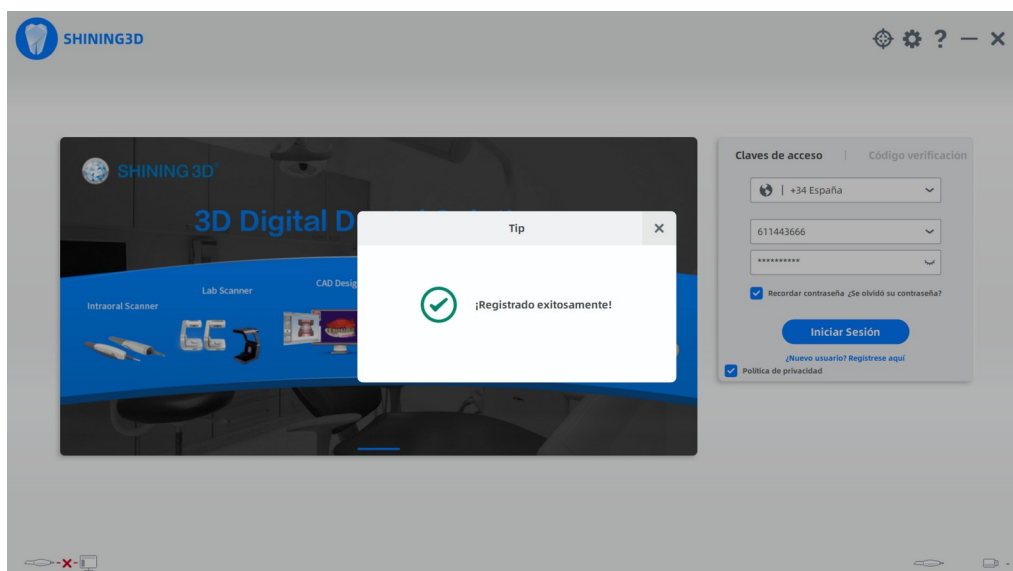 SHINING3D
?
SHINING 3D®
3D Digital D
Intraoral Scanner
Lab Scanner
CAD Desig
Tip
¡Registrado exitosamente!
Claves de acceso | Código verificación
+34 España
611443666
**********
Recordar contraseña ¿Se olvidó su contraseña?
Iniciar Sesión
¿Nuevo usuario? Regístrese aquí
Política de privacidad